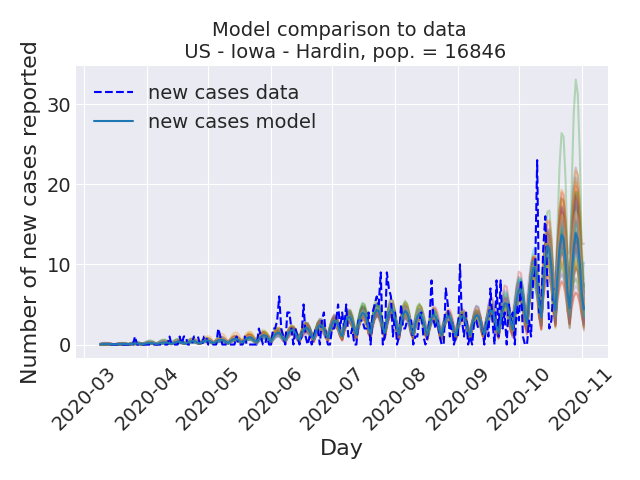 Model comparison to data
US - Iowa - Hardin, pop. = 16846
Number of new cases reported
30
20
10
0
new cases data
new cases model
2020-03
2020-04
2020-05
2020-06
2020-07
2020-08
2020-09
2020-10
2020-11
Day